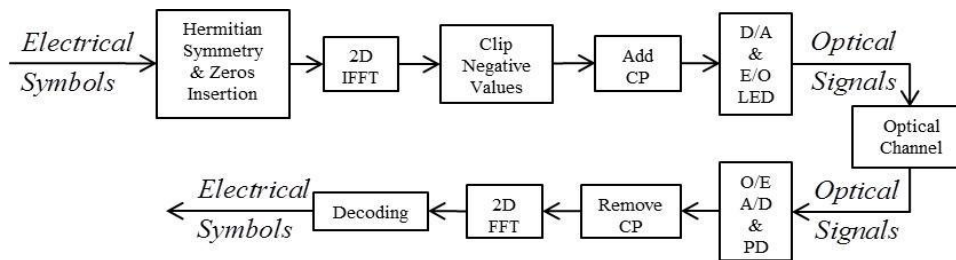 Electrical
Symbols
Hermitian
Symmetry
& Zeros
Insertion
2D
IFFT
Clip
Negative
Values
Add
CP
D/A
&
E/O
LED
Optical
Signals
Optical
Channel
Optical
Signals
O/E
A/D
&
PD
Remove
CP
2D
FFT
Decoding
Electrical
Symbols